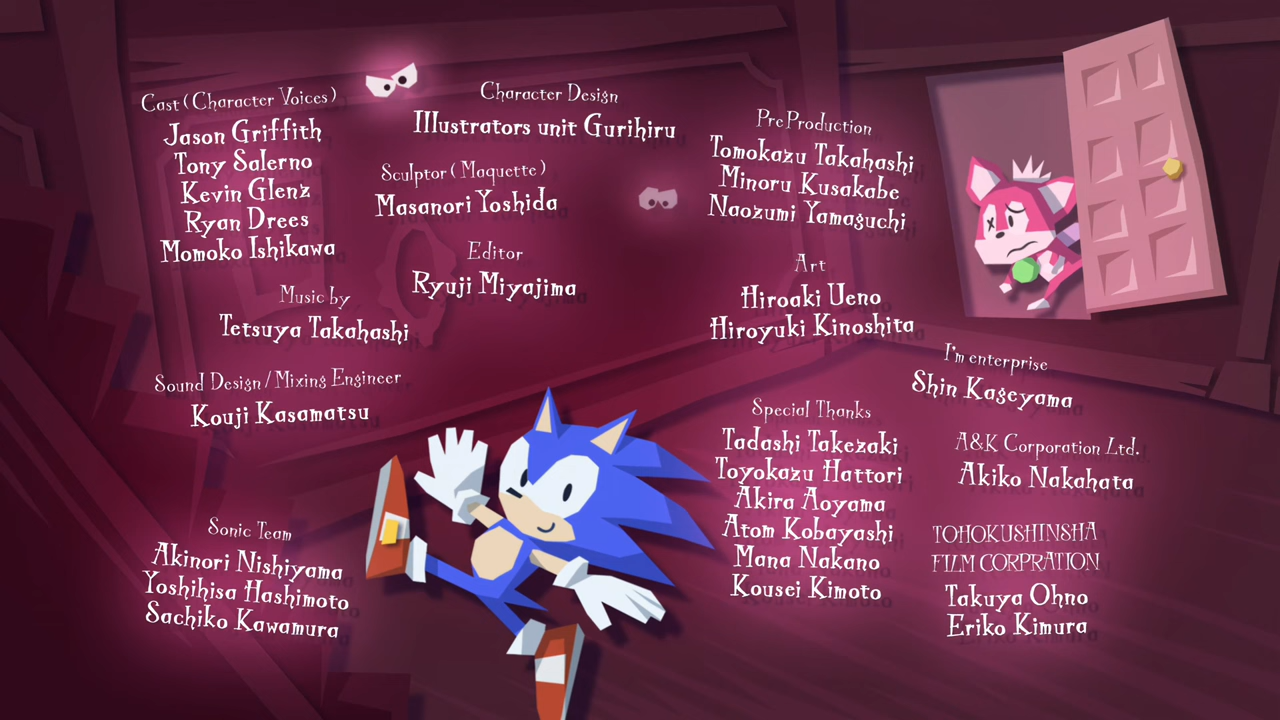 Cast (Character Voices)
Jason Griffith
Tony Salerno
Kevin Glenz
Ryan Drees
Momoko Ishikawa
Music by
Tetsuya Takahashi
Sound Design / Mixing Engineer
Kouji Kasamatsu
Sonic Team
Akinori Nishiyama
Yoshihisa Hashimoto
Sachiko Kawamura
Character Design
Illustrators unit Gurihiru
Sculptor (Maquette)
Masanori Yoshida
Editor
Ryuji Miyajima
Pre Production
Tomokazu Takahashi
Minoru Kusakabe
Naozumi Yamaguchi
Art
Hiroaki Ueno
Hiroyuki Kinoshita
Special Thanks
Tadashi Takezaki
Toyokazu Hattori
Akira Aoyama
Atom Kobayashi
Mana Nakano
Kousei Kimoto
I'm enterprise
Shin Kageyama
A&K Corporation Ltd.
Akiko Nakahata
TOHOKUSHINSHA
FILM CORPRATION
Takuya Ohno
Eriko Kimura